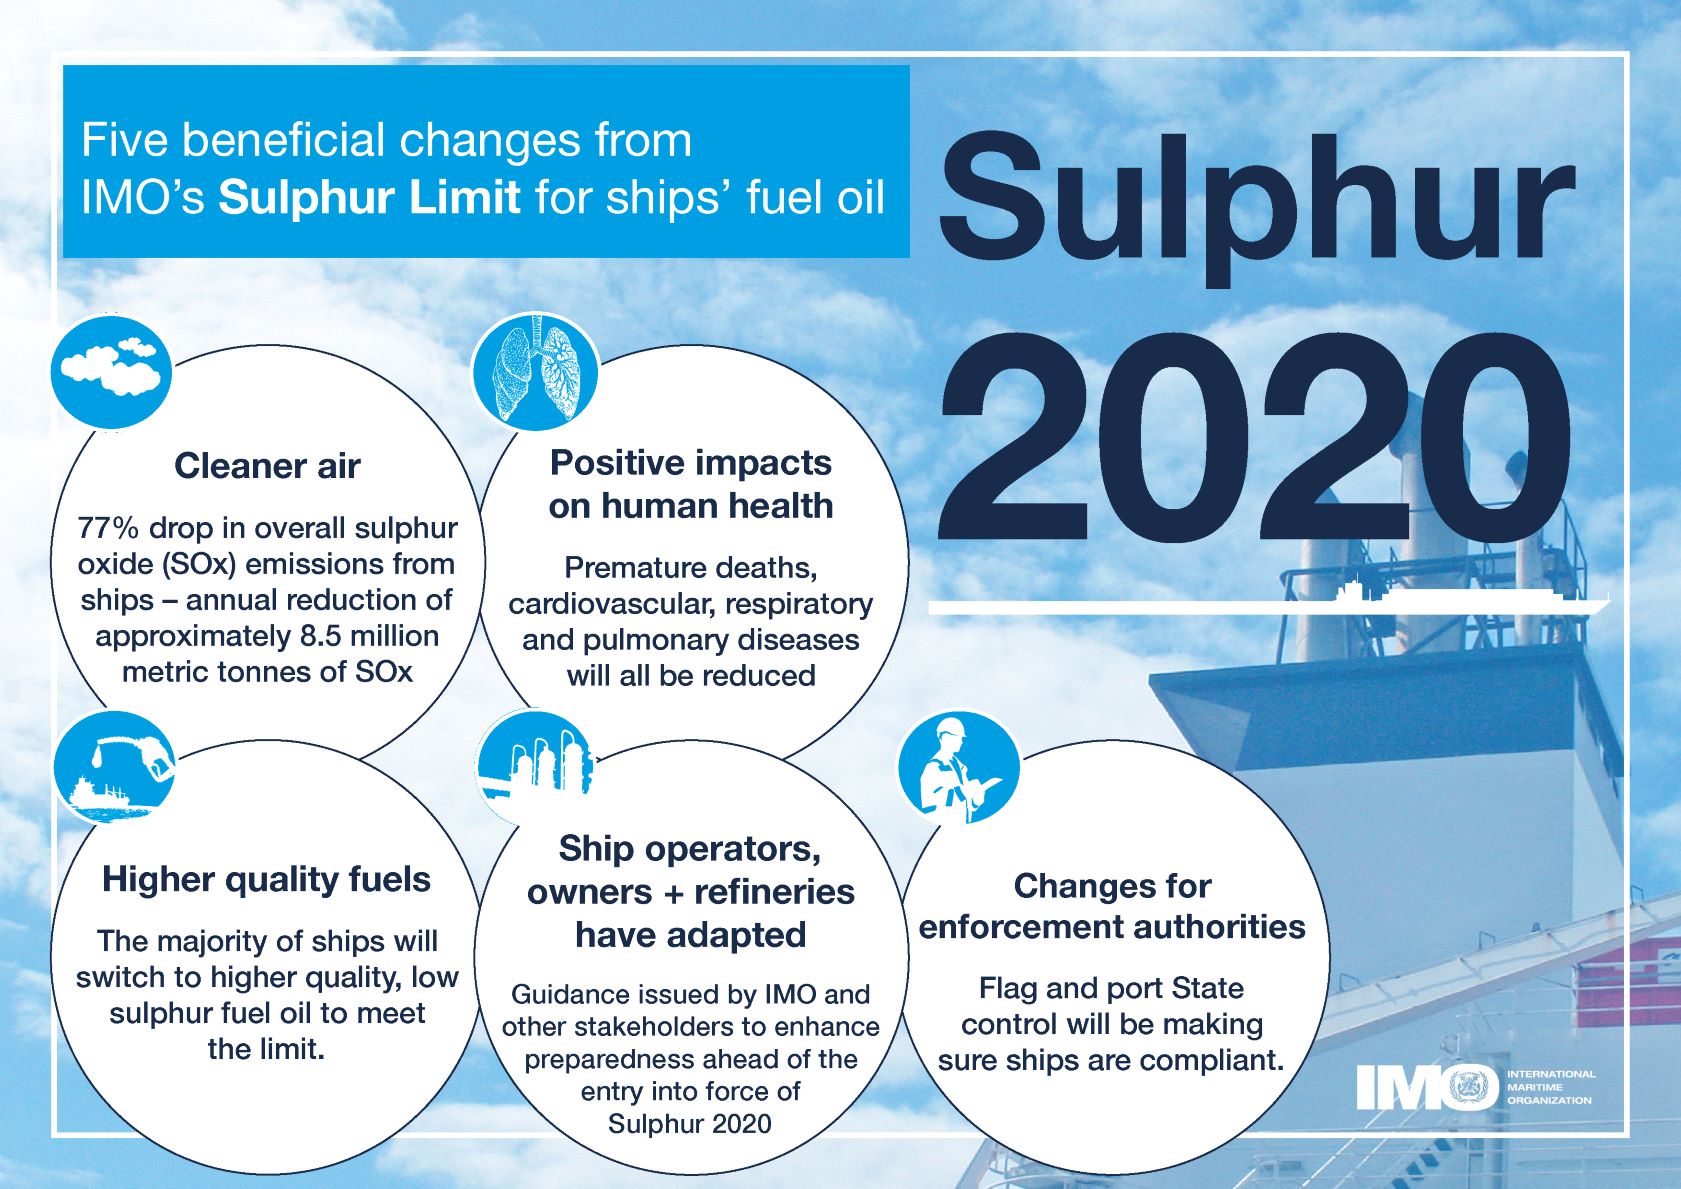 Five beneficial changes from
IMO’s Sulphur Limit for ships’ fuel oil
Sulphur
2020
Cleaner air
77% drop in overall sulphur
oxide (SOx) emissions from
ships – annual reduction of
approximately 8.5 million
metric tonnes of SOx
Positive impacts
on human health
Premature deaths,
cardiovascular, respiratory
and pulmonary diseases
will all be reduced
Higher quality fuels
The majority of ships will
switch to higher quality, low
sulphur fuel oil to meet
the limit.
Ship operators,
owners + refineries
have adapted
Guidance issued by IMO and
other stakeholders to enhance
preparedness ahead of the
entry into force of
Sulphur 2020
Changes for
enforcement authorities
Flag and port State
control will be making
sure ships are compliant.
IMO
INTERNATIONAL
MARITIME
ORGANIZATION